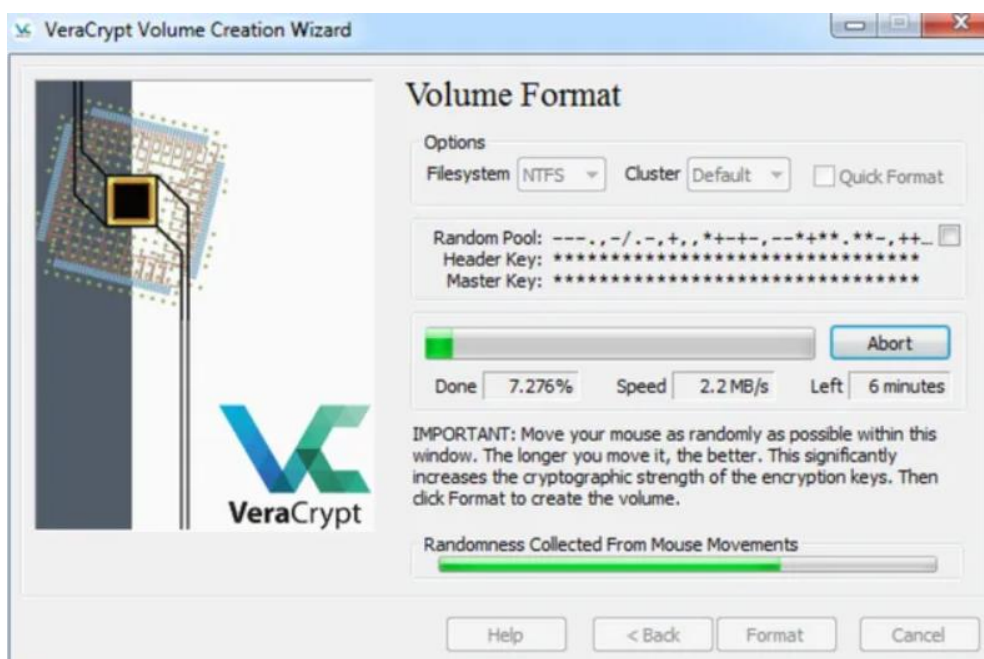 VeraCrypt Volume Creation Wizard
Volume Format
Options
Filesystem NTFS Cluster Default Quick Format
Random Pool: ---.,-/.-,+,,*+-+-,--*+**.**-,++...
Header Key: **********************************
Master Key: **********************************
Abort
Done 7.276% Speed 2.2 MB/s Left 6 minutes
IMPORTANT: Move your mouse as randomly as possible within this
window. The longer you move it, the better. This significantly
increases the cryptographic strength of the encryption keys. Then
click Format to create the volume.
VeraCrypt
Randomness Collected From Mouse Movements
Help < Back Format Cancel